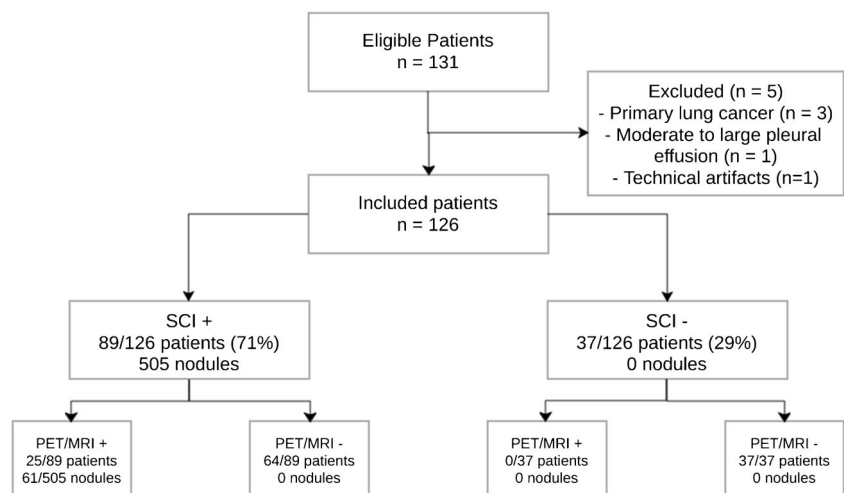 Eligible Patients
n = 131
Excluded (n = 5)
- Primary lung cancer (n = 3)
- Moderate to large pleural
effusion (n = 1)
- Technical artifacts (n=1)
Included patients
n = 126
SCI +
89/126 patients (71%)
505 nodules
SCI -
37/126 patients (29%)
0 nodules
PET/MRI +
25/89 patients
61/505 nodules
PET/MRI -
64/89 patients
0 nodules
PET/MRI +
0/37 patients
0 nodules
PET/MRI -
37/37 patients
0 nodules